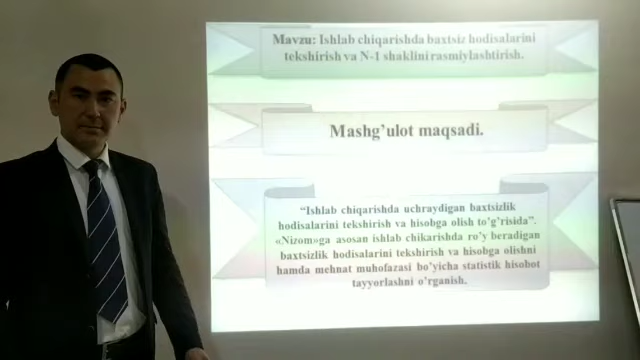 Mavzu: Ishlab chiqarishda baxtsiz hodisalarini
tekshirish va N-1 shaklini rasmiylashtirish.
Mashg’ulot maqsadi.
“Ishlab chiqarishda uchraydigan baxtsizlik
hodisalarini tekshirish va hisobga olish to’g’risida”.
«Nizom»ga asosan ishlab chikarishda ro’y beradigan
baxtsizlik hodisalarini tekshirish va hisobga olishni
hamda mehnat muhofazasi bo’yicha statistik hisobot
tayyorlashni o’rganish.